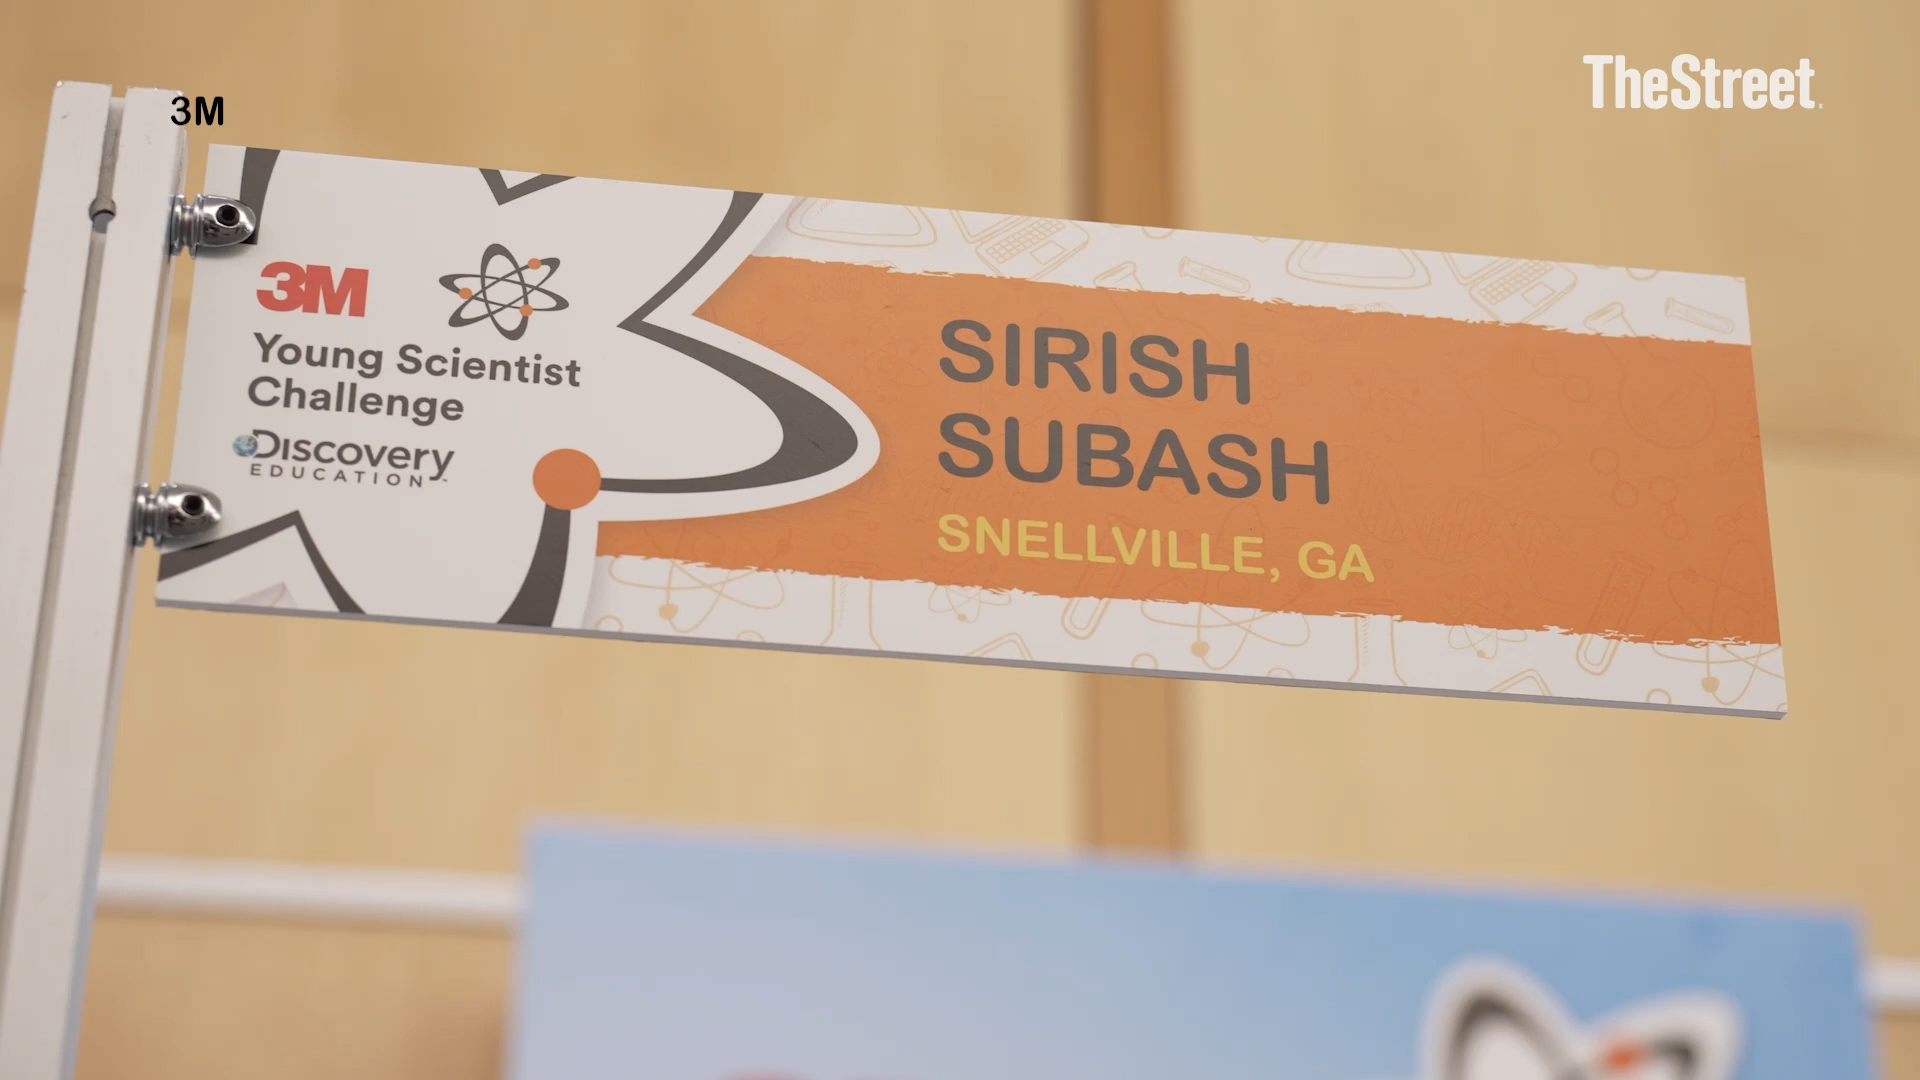 TheStreet
3M
3M
Young Scientist
Challenge
Discovery
EDUCATION
SIRISH
SUBASH
SNELLVILLE, GA